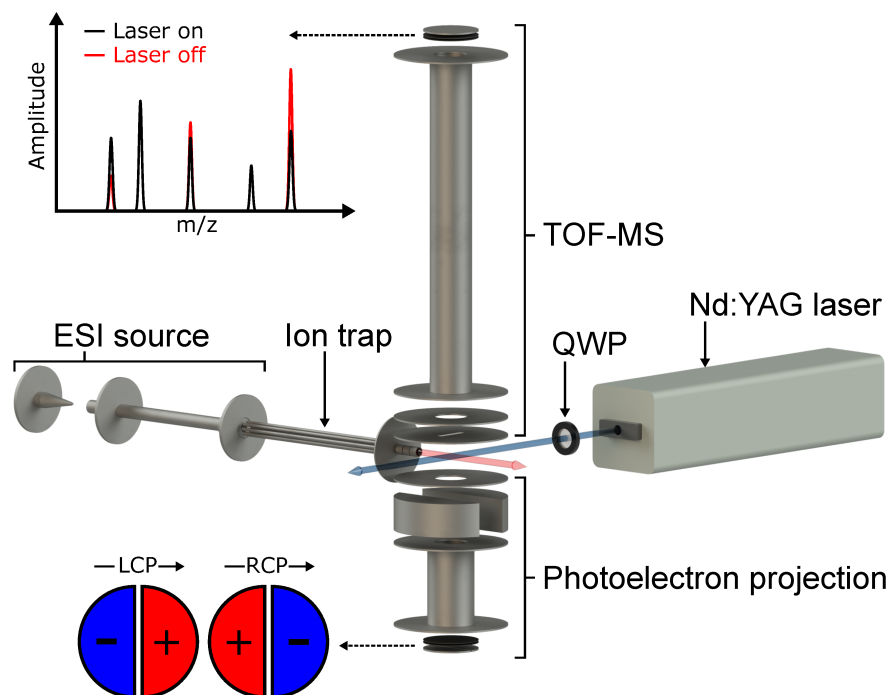 Laser on
Laser off
Amplitude
m/z
TOF-MS
Nd:YAG laser
ESI source
Ion trap
QWP
LCP
RCP
- +
+ -
Photoelectron projection